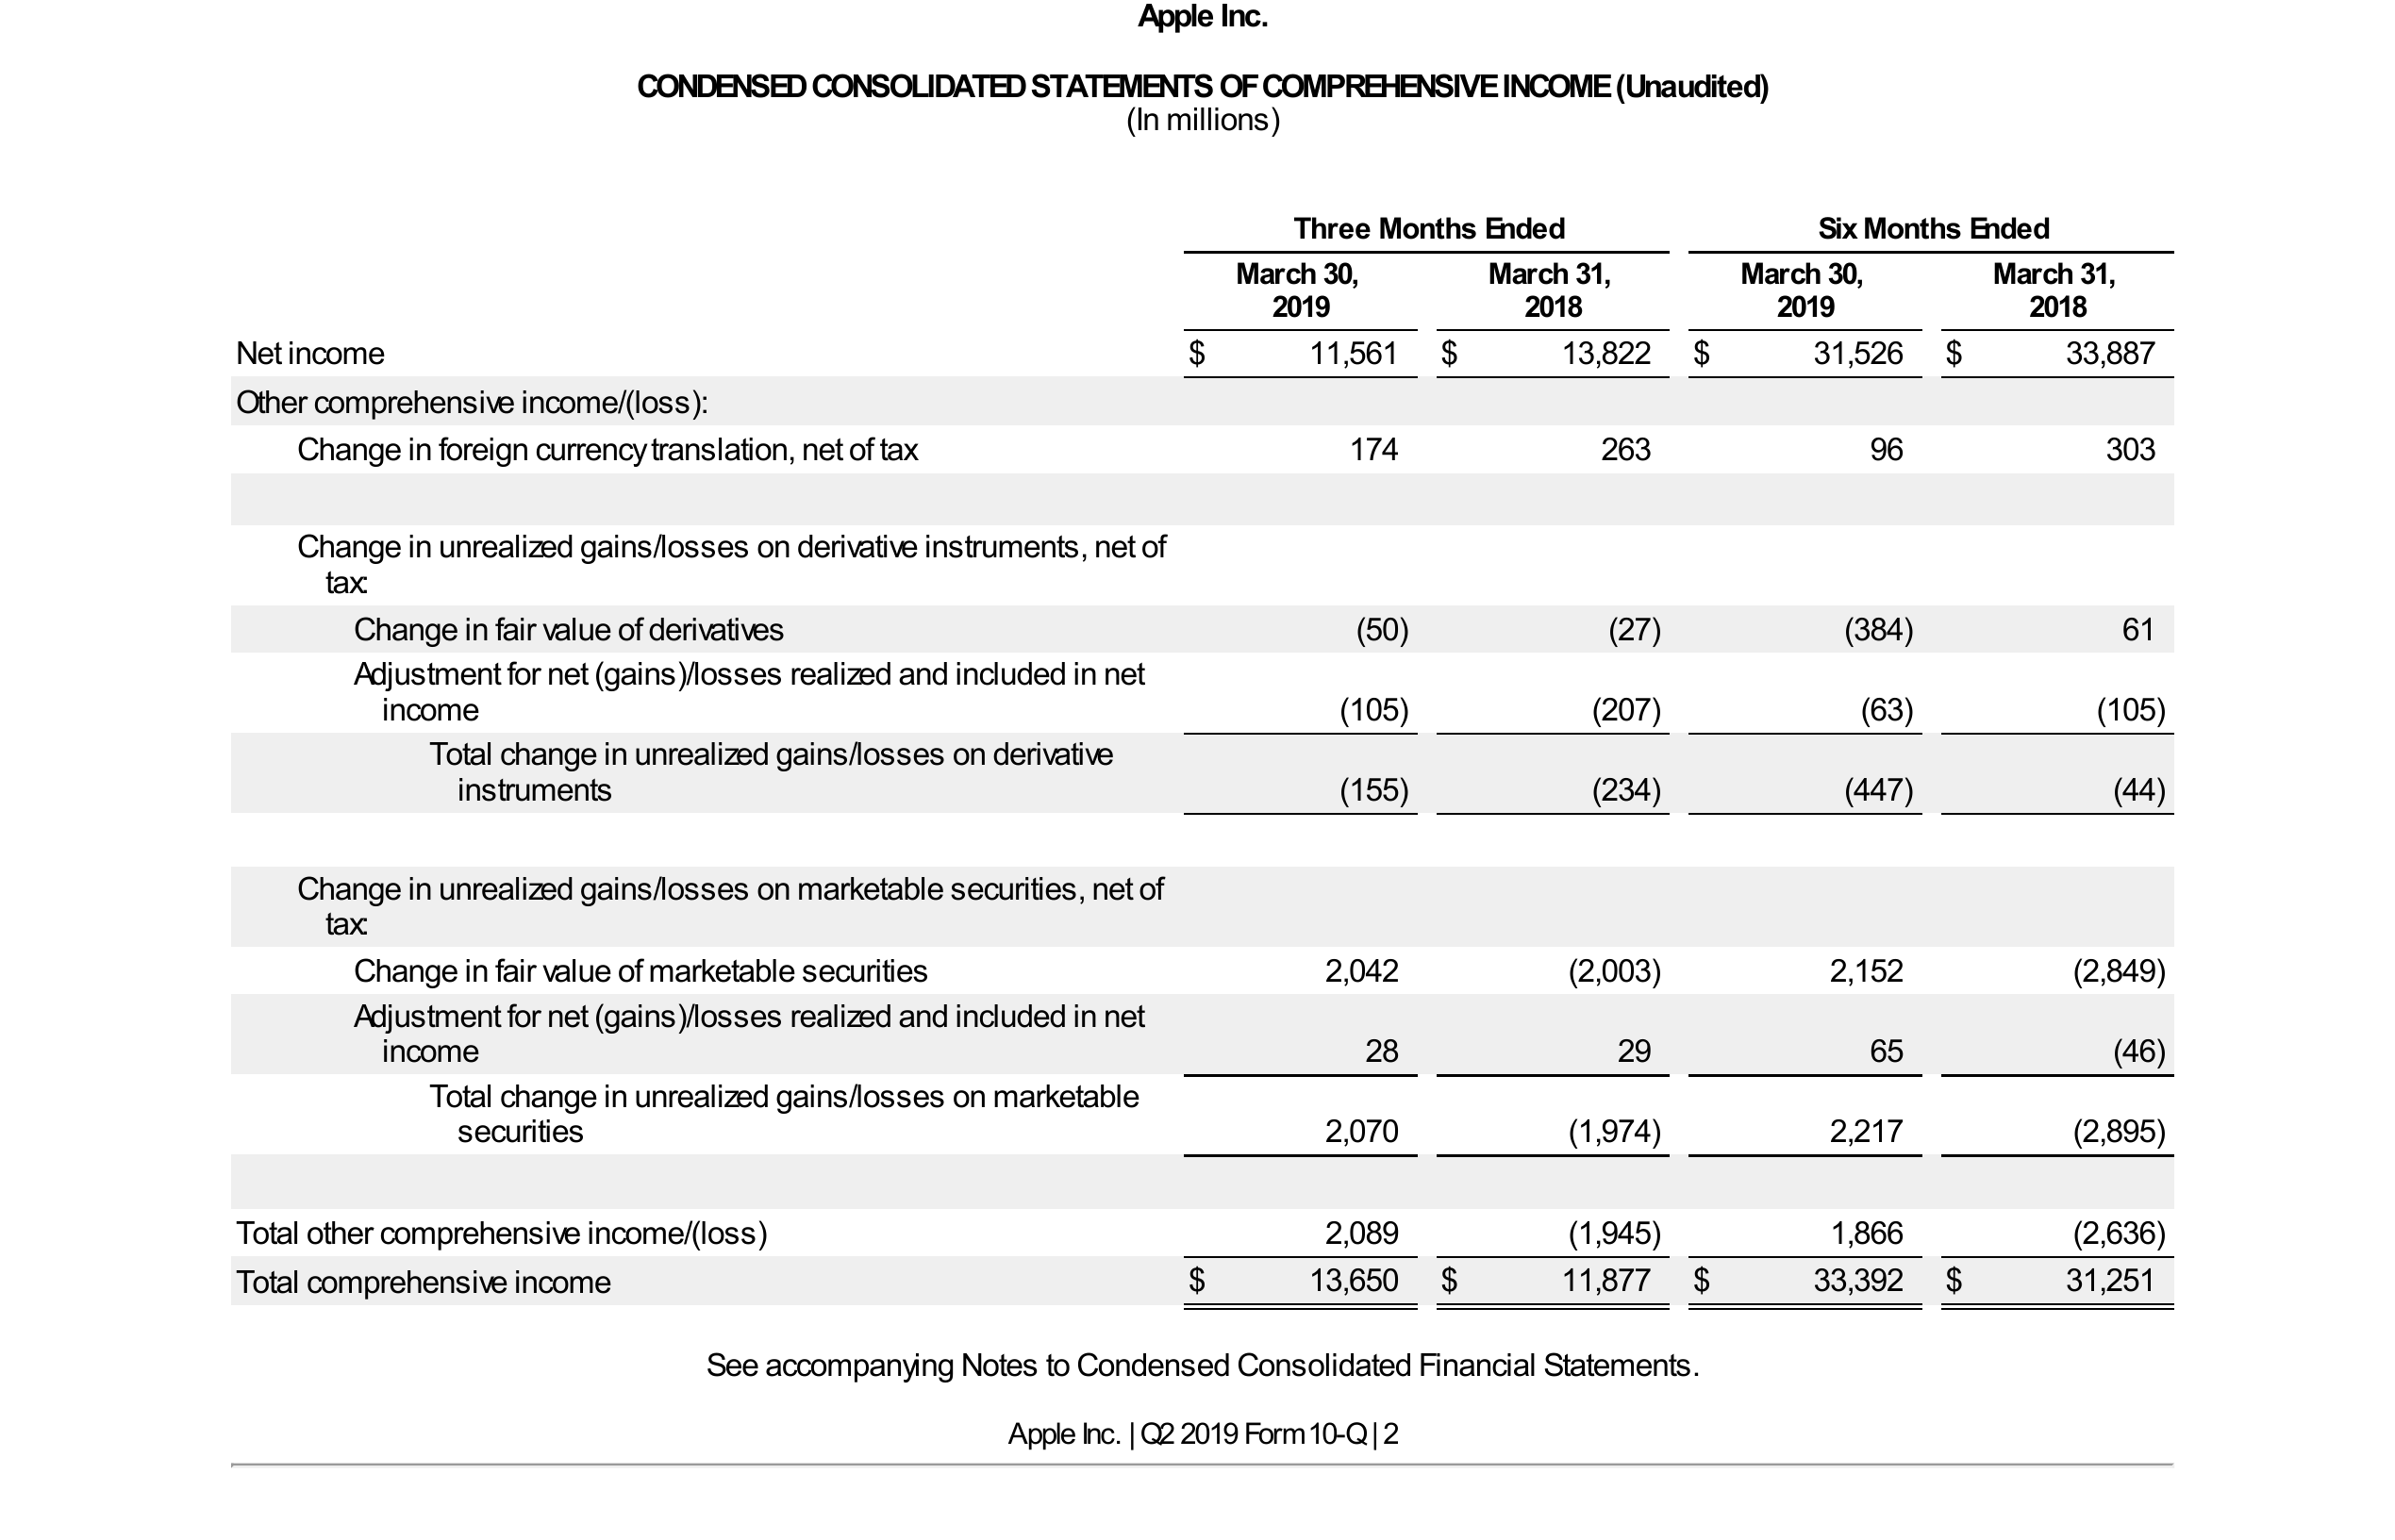 Apple Inc.
CONDENSED CONSOLIDATED STATEMENTS OF COMPREHENSIVE INCOME (Unaudited)
(In millions)
Three Months Ended Six Months Ended
March 30, March 31, March 30, March 31,
2019 2018 2019 2018
Net income $ 11,561 $ 13,822 $ 31,526 $ 33,887
Other comprehensive income/(loss):
Change in foreign currency translation, net of tax 174 263 96 303
Change in unrealized gains/losses on derivative instruments, net of
tax:
Change in fair value of derivatives (50) (27) (384) 61
Adjustment for net (gains)/losses realized and included in net
income (105) (207) (63) (105)
Total change in unrealized gains/losses on derivative
instruments (155) (234) (447) (44)
Change in unrealized gains/losses on marketable securities, net of
tax:
Change in fair value of marketable securities 2,042 (2,003) 2,152 (2,849)
Adjustment for net (gains)/losses realized and included in net
income 28 29 65 (46)
Total change in unrealized gains/losses on marketable
securities 2,070 (1,974) 2,217 (2,895)
Total other comprehensive income/(loss) 2,089 (1,945) 1,866 (2,636)
Total comprehensive income $ 13,650 $ 11,877 $ 33,392 $ 31,251
See accompanying Notes to Condensed Consolidated Financial Statements.
Apple Inc. | Q2 2019 Form 10-Q | 2